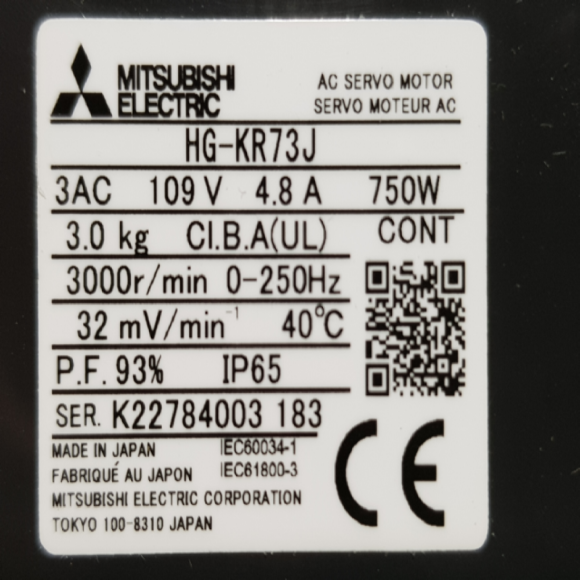 MITSUBISHI
ELECTRIC
AC SERVO MOTOR
SERVO MOTEUR AC
HG-KR73J
3AC 109 V 4.8 A 750W
3.0 kg CI.B.A(UL) CONT
3000r/min 0-250Hz
32 mV/min⁻¹ 40℃
P.F. 93% IP65
SER. K22784003 183
MADE IN JAPAN IEC60034-1
FABRIQUÉ AU JAPON IEC61800-3
MITSUBISHI ELECTRIC CORPORATION
TOKYO 100-8310 JAPAN
CE